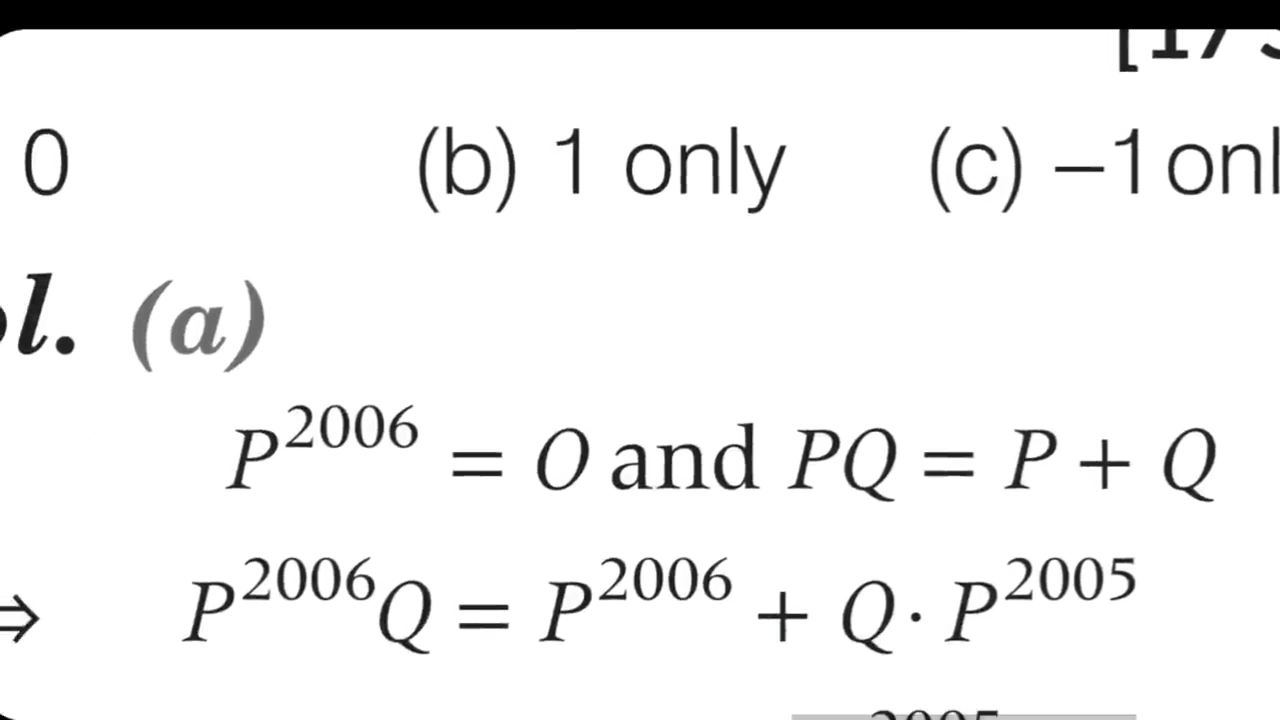 0 (b) 1 only (c) –1 onl
l. (a)
P^2006 = O and PQ = P + Q
⇒ P^2006 Q = P^2006 + Q · P^2005